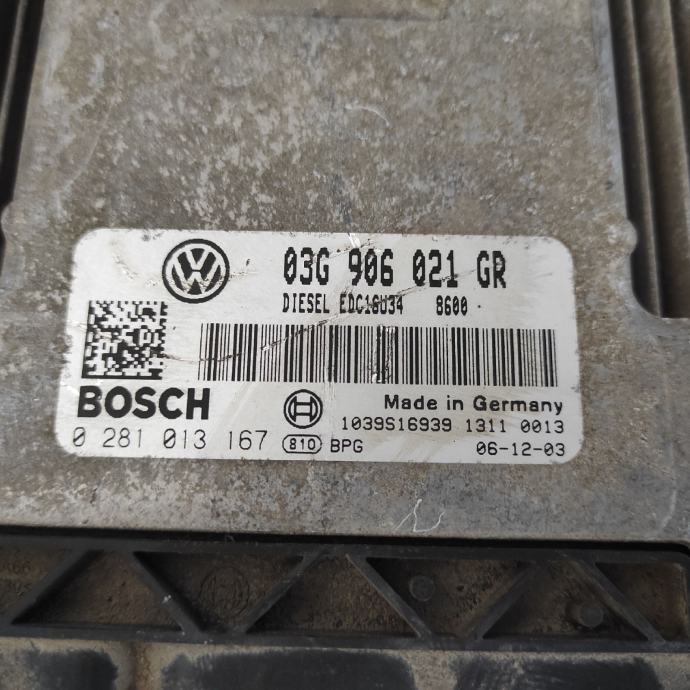 03G 906 021 GR
DIESEL EDC16U34 8600
BOSCH
Made in Germany
1039S16939 1311 0013
0 281 013 167 810 BPG 06-12-03